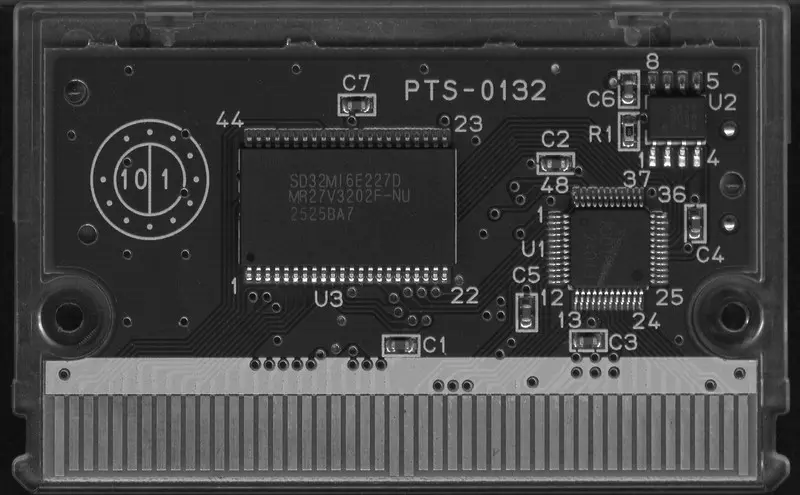 C7
PTS-0132
8
5
C6
U2
R1
1
4
44
23
C2
48
37
36
10 1
SD32M16E227D
MR27V3202F-NU
2525BA7
1
U1
C4
C5
1
U3
22
12
25
13
24
C1
C3